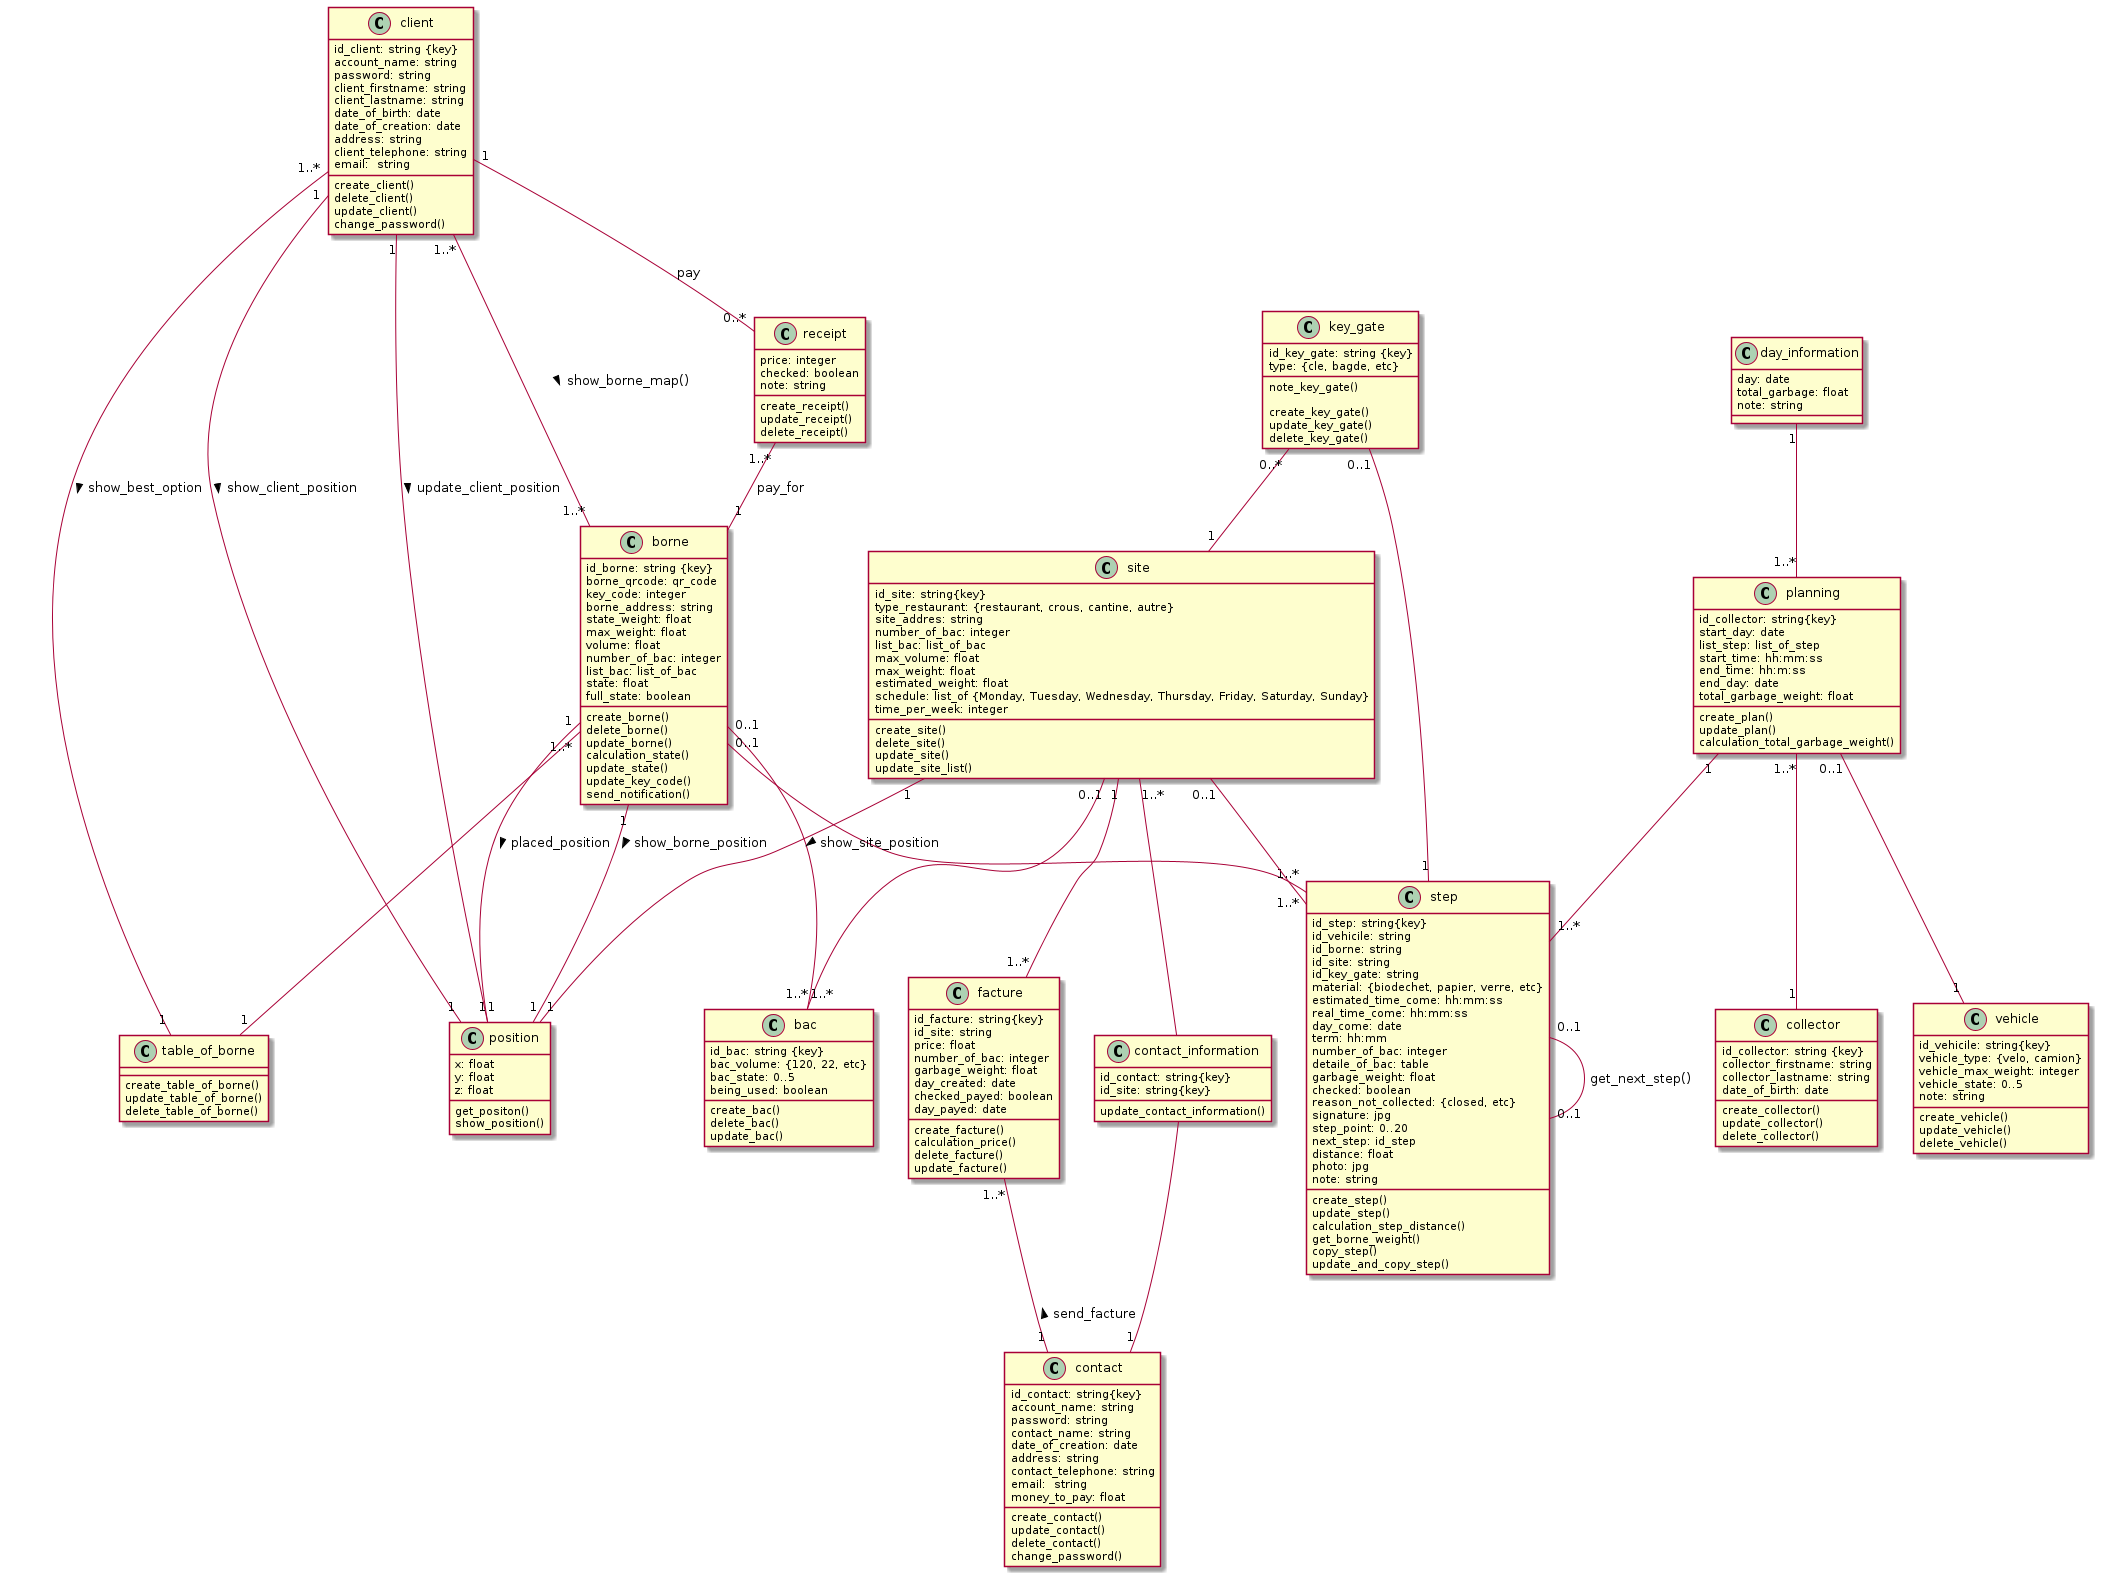 C client
id_client: string {key}
account_name: string
password: string
client_firstname: string
client_lastname: string
date_of_birth: date
date_of_creation: date
address: string
client_telephone: string
email:  string
create_client()
delete_client()
update_client()
change_password()
1..*
1
1
1..*
1
pay
0..*
C receipt
price: integer
checked: boolean
note: string
create_receipt()
update_receipt()
delete_receipt()
1..*
pay_for
1
show_borne_map()
1..*
show_best_option
show_client_position
update_client_position
C key_gate
id_key_gate: string {key}
type: {cle, bagde, etc}
note_key_gate()
create_key_gate()
update_key_gate()
delete_key_gate()
0..*
0..1
1
C day_information
day: date
total_garbage: float
note: string
1
1..*
C borne
id_borne: string {key}
borne_qrcode: qr_code
key_code: integer
borne_address: string
state_weight: float
max_weight: float
volume: float
number_of_bac: integer
list_bac: list_of_bac
state: float
full_state: boolean
create_borne()
delete_borne()
update_borne()
calculation_state()
update_state()
update_key_code()
send_notification()
1
1..*
0..1
0..1
1
C site
id_site: string{key}
type_restaurant: {restaurant, crous, cantine, autre}
site_addres: string
number_of_bac: integer
list_bac: list_of_bac
max_volume: float
max_weight: float
estimated_weight: float
schedule: list_of {Monday, Tuesday, Wednesday, Thursday, Friday, Saturday, Sunday}
time_per_week: integer
create_site()
delete_site()
update_site()
update_site_list()
1
0..1
1
1..*
0..1
C planning
id_collector: string{key}
start_day: date
list_step: list_of_step
start_time: hh:mm:ss
end_time: hh:m:ss
end_day: date
total_garbage_weight: float
create_plan()
update_plan()
calculation_total_garbage_weight()
1
1..*
0..1
placed_position
show_borne_position
show_site_position
1..*
1..*
1
1..*
C step
id_step: string{key}
id_vehicile: string
id_borne: string
id_site: string
id_key_gate: string
material: {biodechet, papier, verre, etc}
estimated_time_come: hh:mm:ss
real_time_come: hh:mm:ss
day_come: date
term: hh:mm
number_of_bac: integer
detaile_of_bac: table
garbage_weight: float
checked: boolean
reason_not_collected: {closed, etc}
signature: jpg
step_point: 0..20
next_step: id_step
distance: float
photo: jpg
note: string
create_step()
update_step()
calculation_step_distance()
get_borne_weight()
copy_step()
update_and_copy_step()
0..1
get_next_step()
0..1
1
1
C table_of_borne
create_table_of_borne()
update_table_of_borne()
delete_table_of_borne()
1
1
1
1
1
C position
x: float
y: float
z: float
get_positon()
show_position()
1..*
1..*
C bac
id_bac: string {key}
bac_volume: {120, 22, etc}
bac_state: 0..5
being_used: boolean
create_bac()
delete_bac()
update_bac()
1..*
C facture
id_facture: string{key}
id_site: string
price: float
number_of_bac: integer
garbage_weight: float
day_created: date
checked_payed: boolean
day_payed: date
create_facture()
calculation_price()
delete_facture()
update_facture()
1..*
C contact_information
id_contact: string{key}
id_site: string{key}
update_contact_information()
1
C collector
id_collector: string {key}
collector_firstname: string
collector_lastname: string
date_of_birth: date
create_collector()
update_collector()
delete_collector()
1
C vehicle
id_vehicile: string{key}
vehicle_type: {velo, camion}
vehicle_max_weight: integer
vehicle_state: 0..5
note: string
create_vehicle()
update_vehicle()
delete_vehicle()
send_facture
1
1
C contact
id_contact: string{key}
account_name: string
password: string
contact_name: string
date_of_creation: date
address: string
contact_telephone: string
email:  string
money_to_pay: float
create_contact()
update_contact()
delete_contact()
change_password()